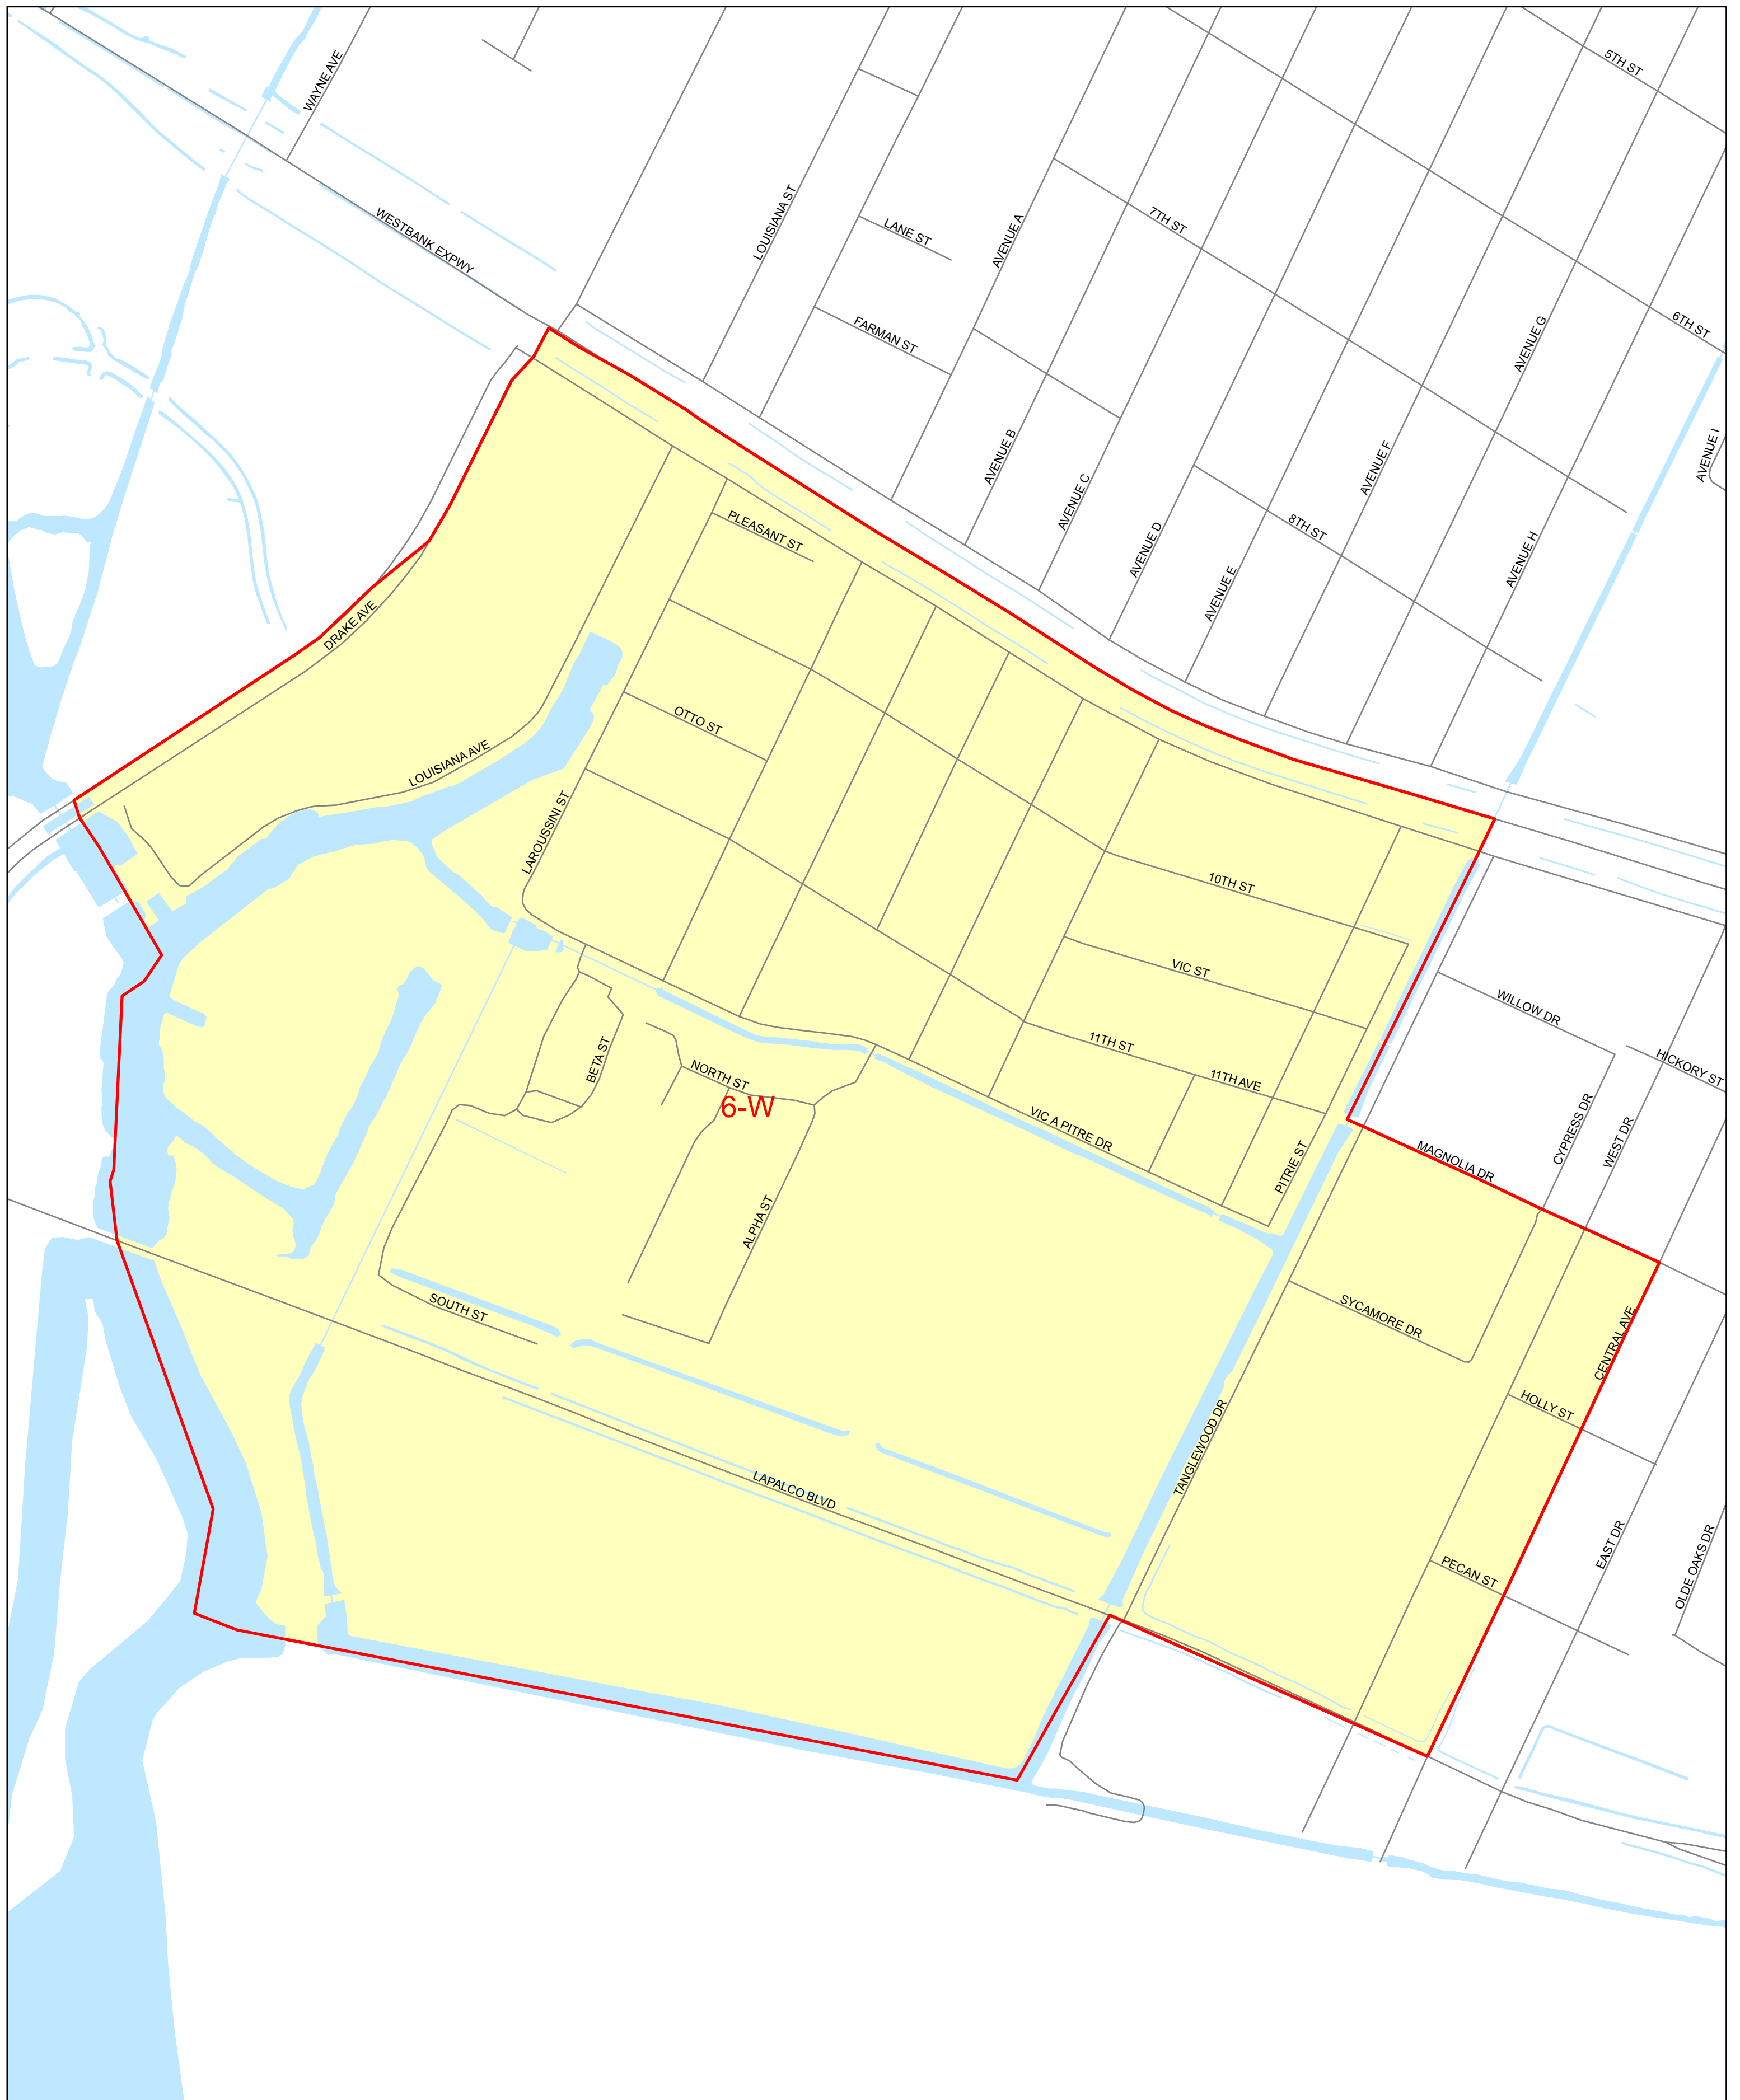 5TH ST
WAYNE AVE
LOUISIANA ST
7TH ST
WESTBANK EXPWY
LANE ST
AVENUE A
FARMAN ST
6TH ST
AVENUE G
AVENUE I
AVENUE B
AVENUE F
AVENUE C
PLEASANT ST
8TH ST
AVENUE D
AVENUE H
AVENUE E
DRAKE AVE
OTTO ST
LOUISIANA AVE
LAROUSSINI ST
10TH ST
VIC ST
WILLOW DR
11TH ST
BETA ST
HICKORY ST
NORTH ST
11TH AVE
6-W
VIC A PITRE DR
CYPRESS DR
WEST DR
MAGNOLIA DR
PITRIE ST
ALPHA ST
SOUTH ST
SYCAMORE DR
CENTRAL AVE
HOLLY ST
TANGLEWOOD DR
LAPALCO BLVD
EAST DR
PECAN ST
OLDE OAKS DR